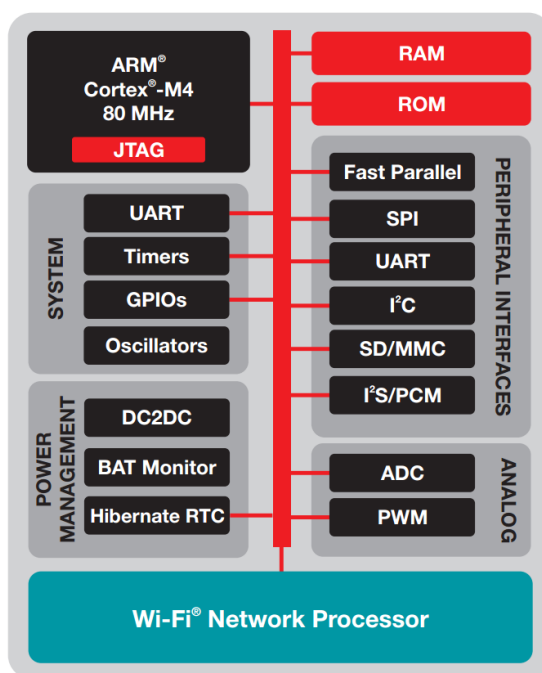 ARM®
Cortex®-M4
80 MHz
JTAG
SYSTEM
UART
Timers
GPIOs
Oscillators
POWER
MANAGEMENT
DC2DC
BAT Monitor
Hibernate RTC
RAM
ROM
PERIPHERAL INTERFACES
Fast Parallel
SPI
UART
I²C
SD/MMC
I²S/PCM
ANALOG
ADC
PWM
Wi-Fi® Network Processor